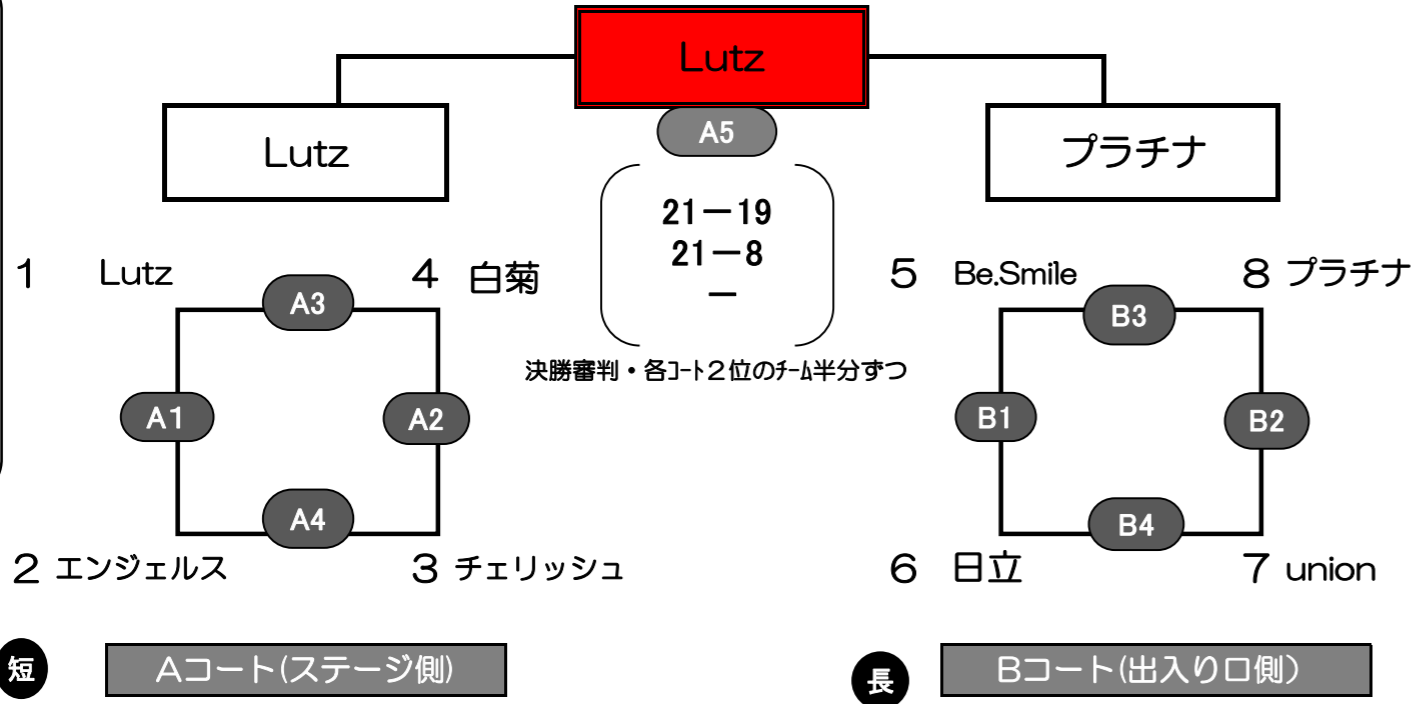 Lutz
Lutz
A5
プラチナ
21－19
21－8
－
1 Lutz
4 白菊
5 Be.Smile
8 プラチナ
A3
B3
A1
A2
B1
B2
A4
B4
決勝審判・各ｺｰﾄ２位のﾁｰﾑ半分ずつ
2 エンジェルス
3 チェリッシュ
6 日立
7 union
短
Aコート(ステージ側)
長
Bコート(出入り口側）